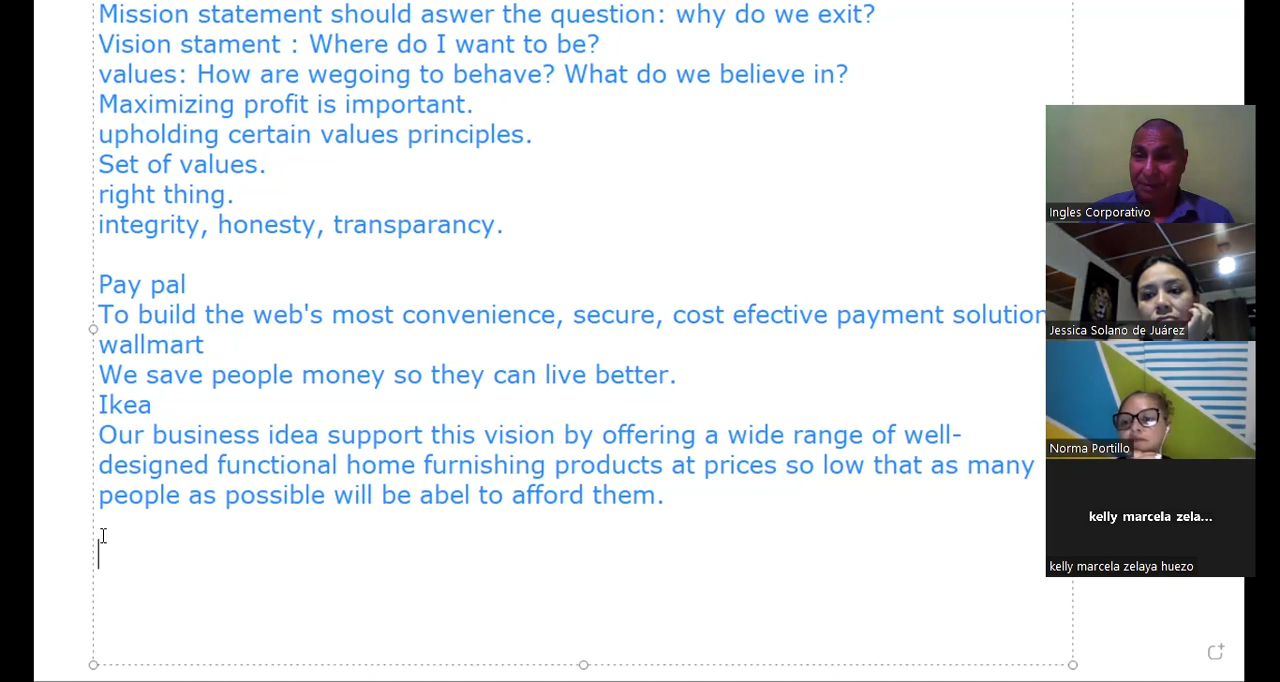 Mission statement should aswer the question: why do we exit?
Vision stament : Where do I want to be?
values: How are wegoing to behave? What do we believe in?
Maximizing profit is important.
upholding certain values principles.
Set of values.
right thing.
integrity, honesty, transparancy.
Pay pal
To build the web's most convenience, secure, cost efective payment solution
wallmart
We save people money so they can live better.
Ikea
Our business idea support this vision by offering a wide range of well-
designed functional home furnishing products at prices so low that as many
people as possible will be abel to afford them.
Ingles Corporativo
Jessica Solano de Juárez
Norma Portillo
kelly marcela zela...
kelly marcela zelaya huezo